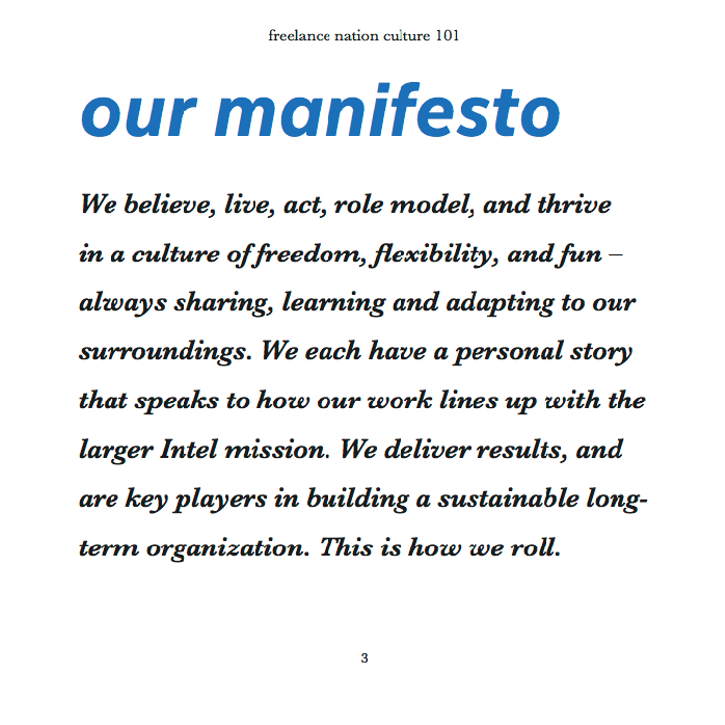 freelance nation culture 101
our manifesto
We believe, live, act, role model, and thrive
in a culture of freedom, flexibility, and fun –
always sharing, learning and adapting to our
surroundings. We each have a personal story
that speaks to how our work lines up with the
larger Intel mission. We deliver results, and
are key players in building a sustainable long-
term organization. This is how we roll.
3